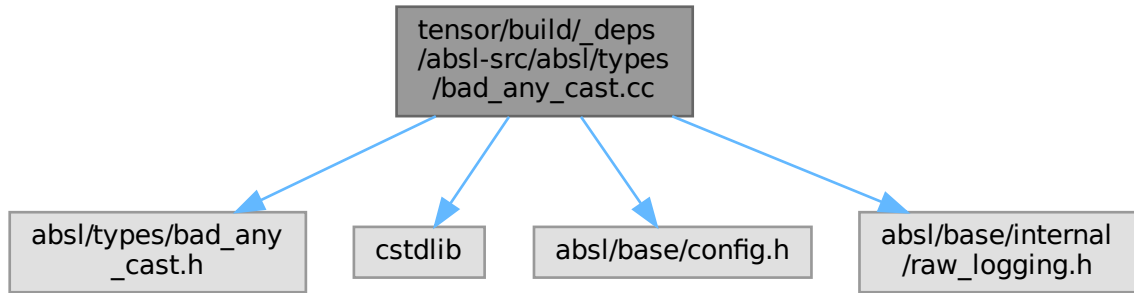 tensor/build/_deps
/absl-src/absl/types
/bad_any_cast.cc
absl/types/bad_any
_cast.h
cstdlib
absl/base/config.h
absl/base/internal
/raw_logging.h